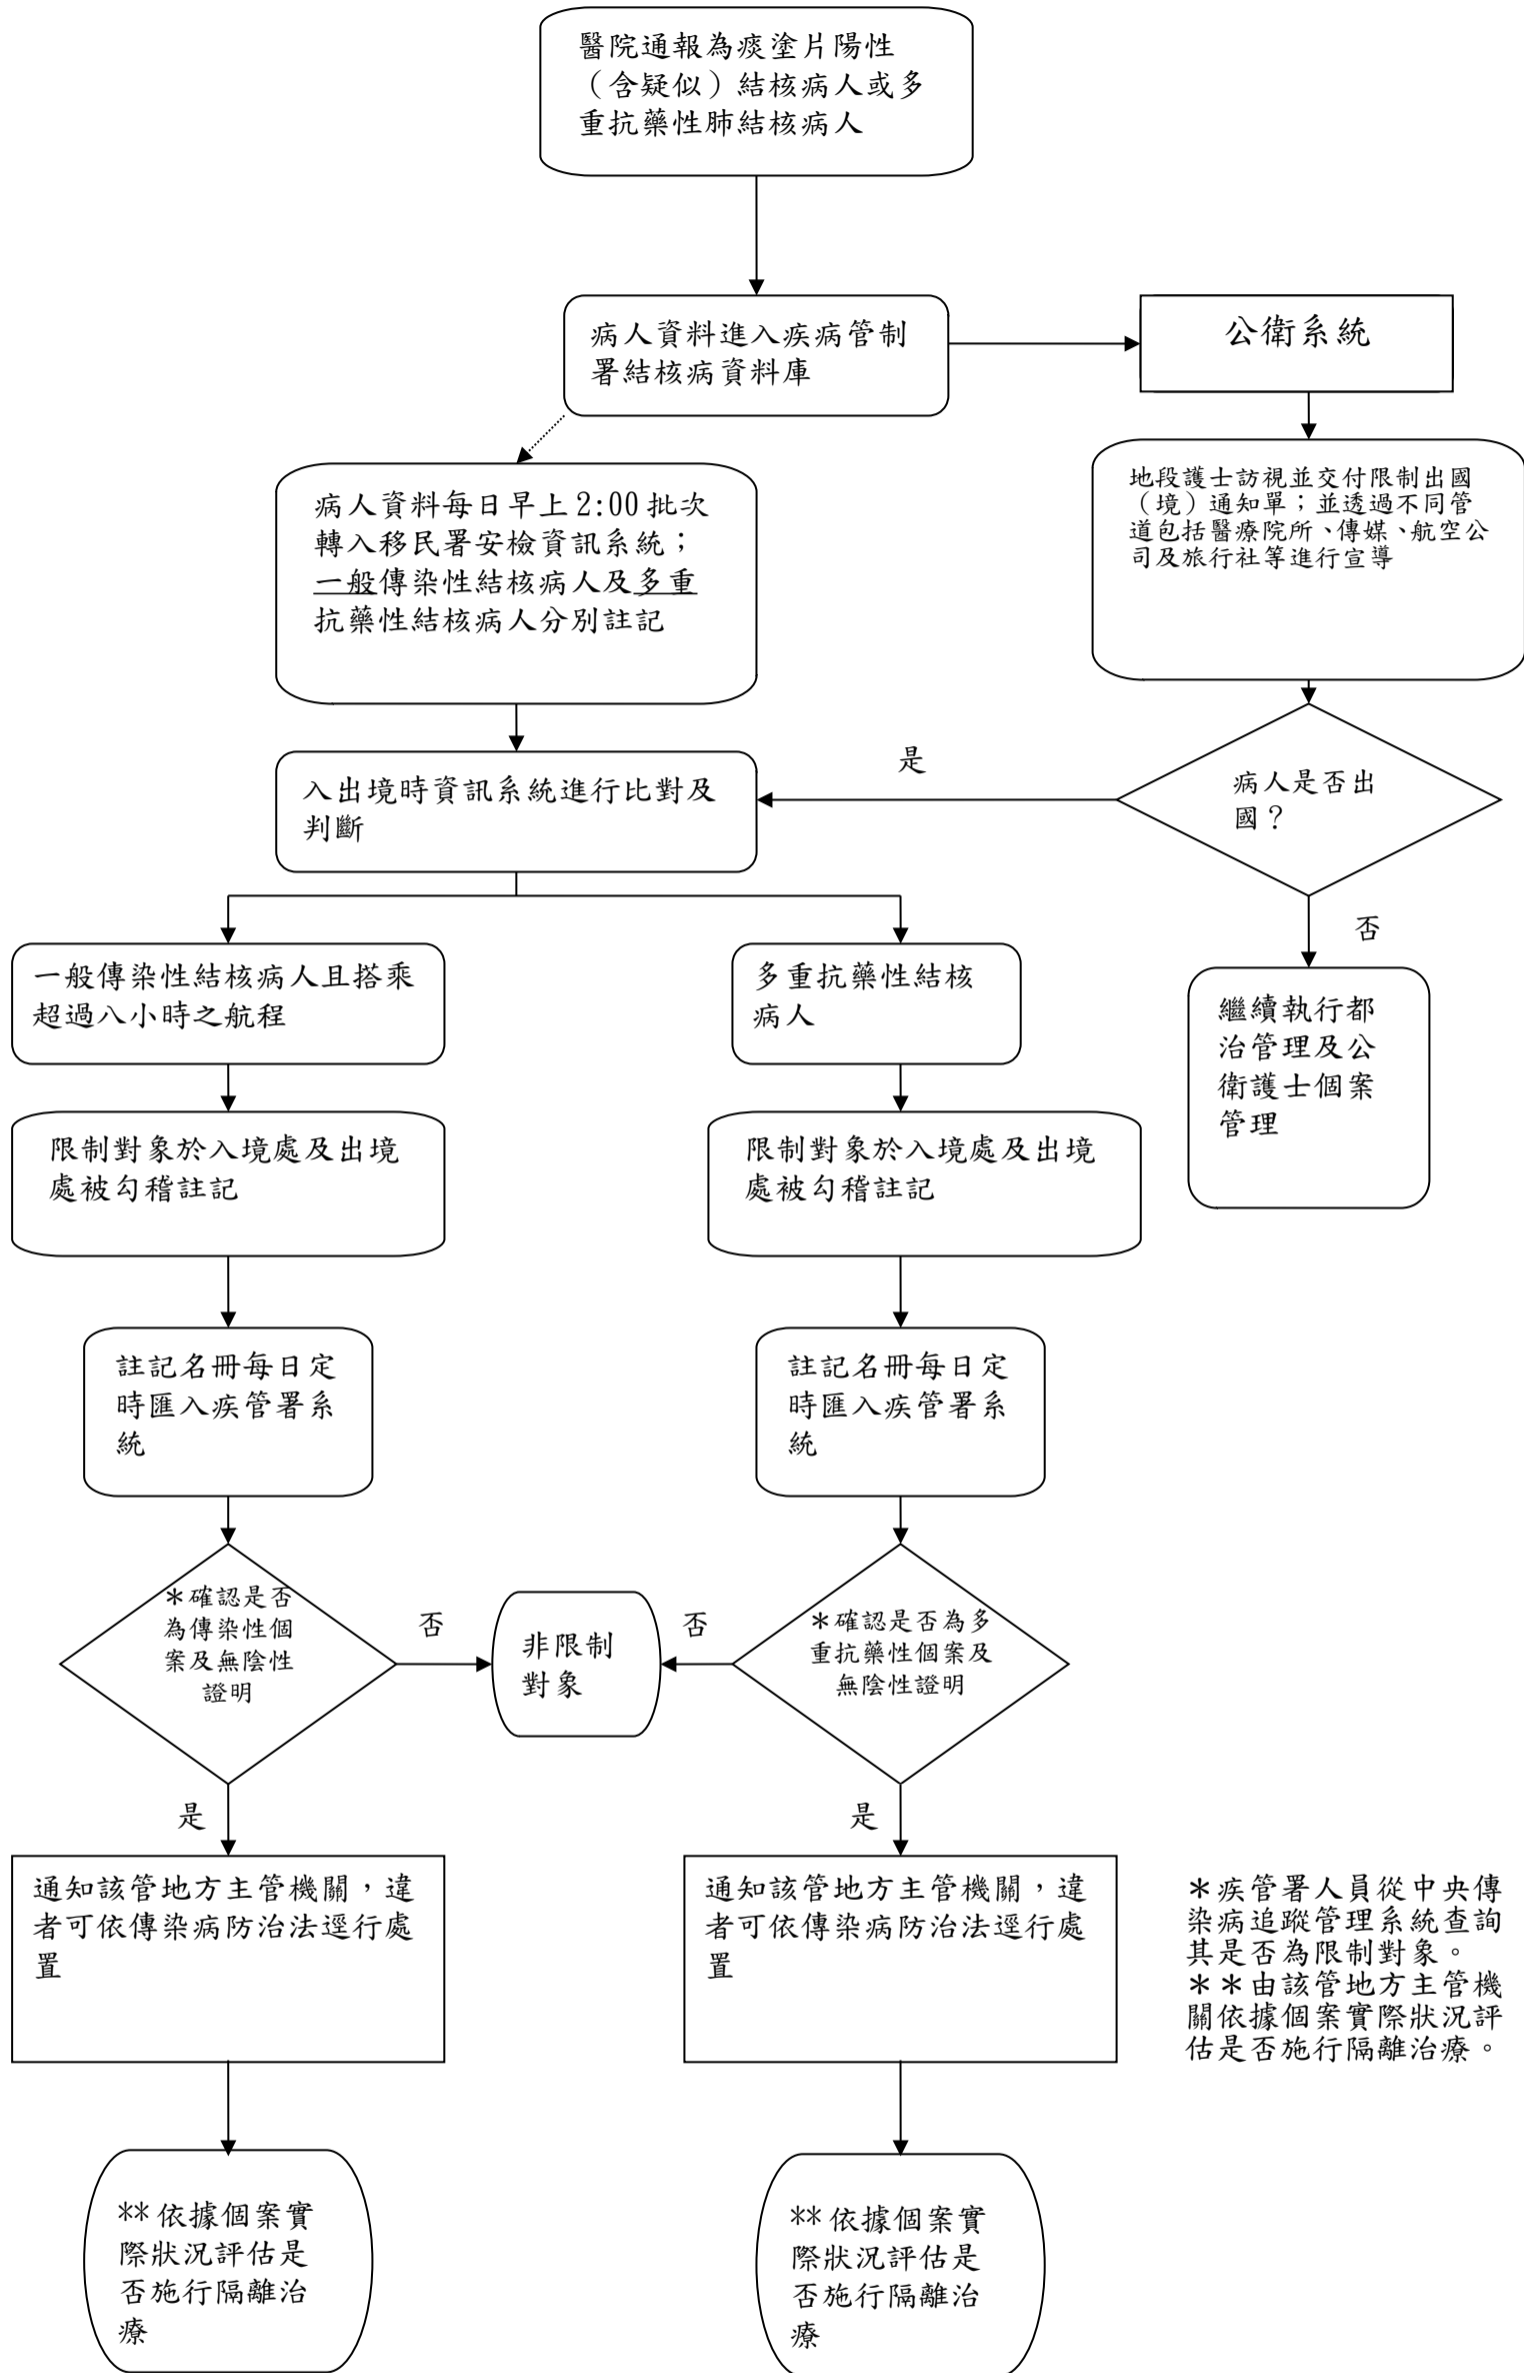 醫院通報為痰塗片陽性
（含疑似）結核病人或多
重抗藥性肺結核病人
病人資料進入疾病管制
署結核病資料庫
公衛系統
病人資料每日早上2:00批次
轉入移民署安檢資訊系統；
一般傳染性結核病人及多重
抗藥性結核病人分別註記
地段護士訪視並交付限制出國
（境）通知單；並透過不同管
道包括醫療院所、傳媒、航空公
司及旅行社等進行宣導
入出境時資訊系統進行比對及
判斷
是
病人是否出
國？
否
一般傳染性結核病人且搭乘
超過八小時之航程
多重抗藥性結核
病人
繼續執行都
治管理及公
衛護士個案
管理
限制對象於入境處及出境
處被勾稽註記
限制對象於入境處及出境
處被勾稽註記
註記名冊每日定
時匯入疾管署系
統
註記名冊每日定
時匯入疾管署系
統
＊確認是否
為傳染性個
案及無陰性
證明
否
非限制
對象
否
＊確認是否為多
重抗藥性個案及
無陰性證明
是
是
通知該管地方主管機關，違
者可依傳染病防治法逕行處
置
通知該管地方主管機關，違
者可依傳染病防治法逕行處
置
＊疾管署人員從中央傳
染病追蹤管理系統查詢
其是否為限制對象。
＊＊由該管地方主管機
關依據個案實際狀況評
估是否施行隔離治療。
**依據個案實
際狀況評估是
否施行隔離治
療
**依據個案實
際狀況評估是
否施行隔離治
療